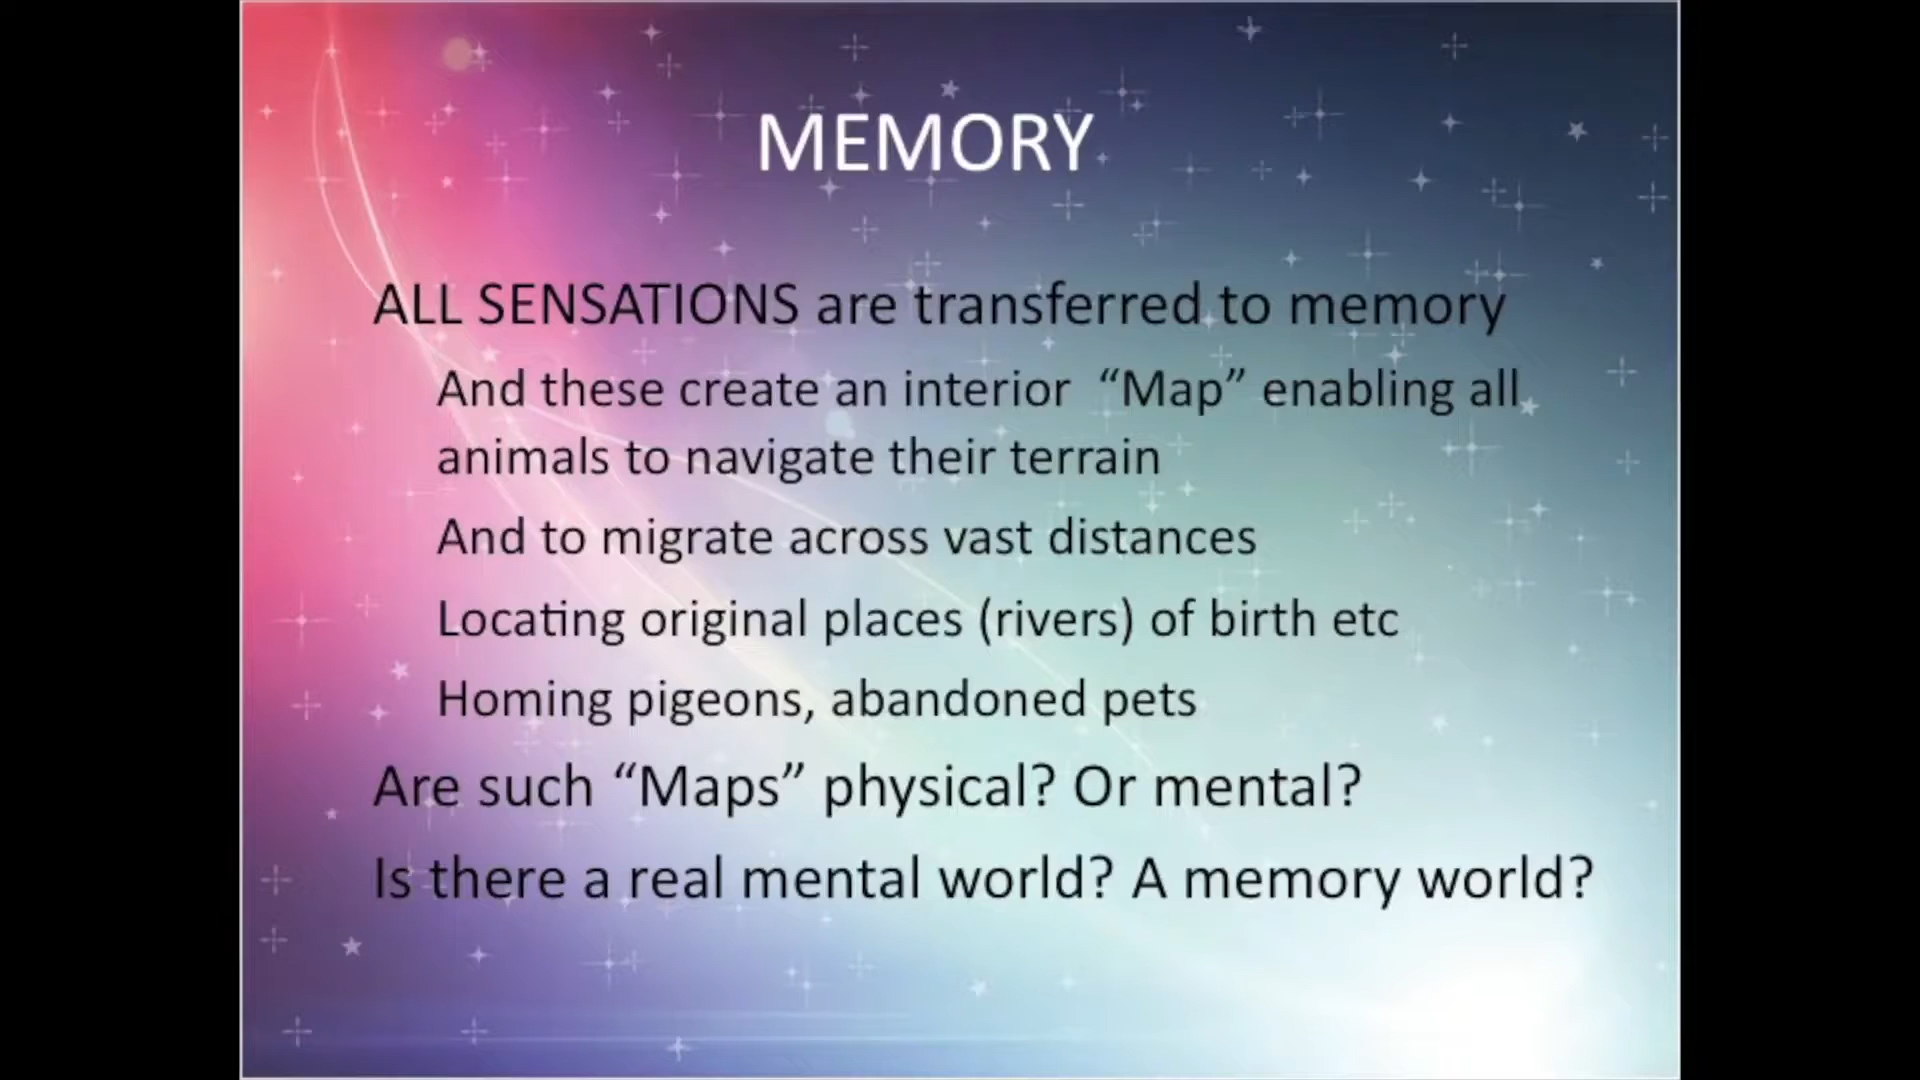 MEMORY
ALL SENSATIONS are transferred to memory
And these create an interior “Map” enabling all
animals to navigate their terrain
And to migrate across vast distances
Locating original places (rivers) of birth etc
Homing pigeons, abandoned pets
Are such “Maps” physical? Or mental?
Is there a real mental world? A memory world?